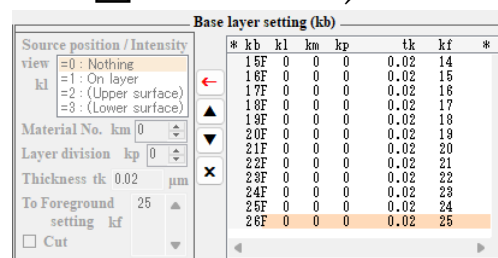 Base layer setting (kb)
Source position / Intensity
view
kl
=0 : Nothing
=1 : On layer
=2 : (Upper surface)
=3 : (Lower surface)
Material No. km 0
Layer division kp 0
Thickness tk 0.02 μm
To Foreground 25
setting kf
Cut
* kb kl km kp tk kf *
15F 0 0 0 0.02 14
16F 0 0 0 0.02 15
17F 0 0 0 0.02 16
18F 0 0 0 0.02 17
19F 0 0 0 0.02 18
20F 0 0 0 0.02 19
21F 0 0 0 0.02 20
22F 0 0 0 0.02 21
23F 0 0 0 0.02 22
24F 0 0 0 0.02 23
25F 0 0 0 0.02 24
26F 0 0 0 0.02 25